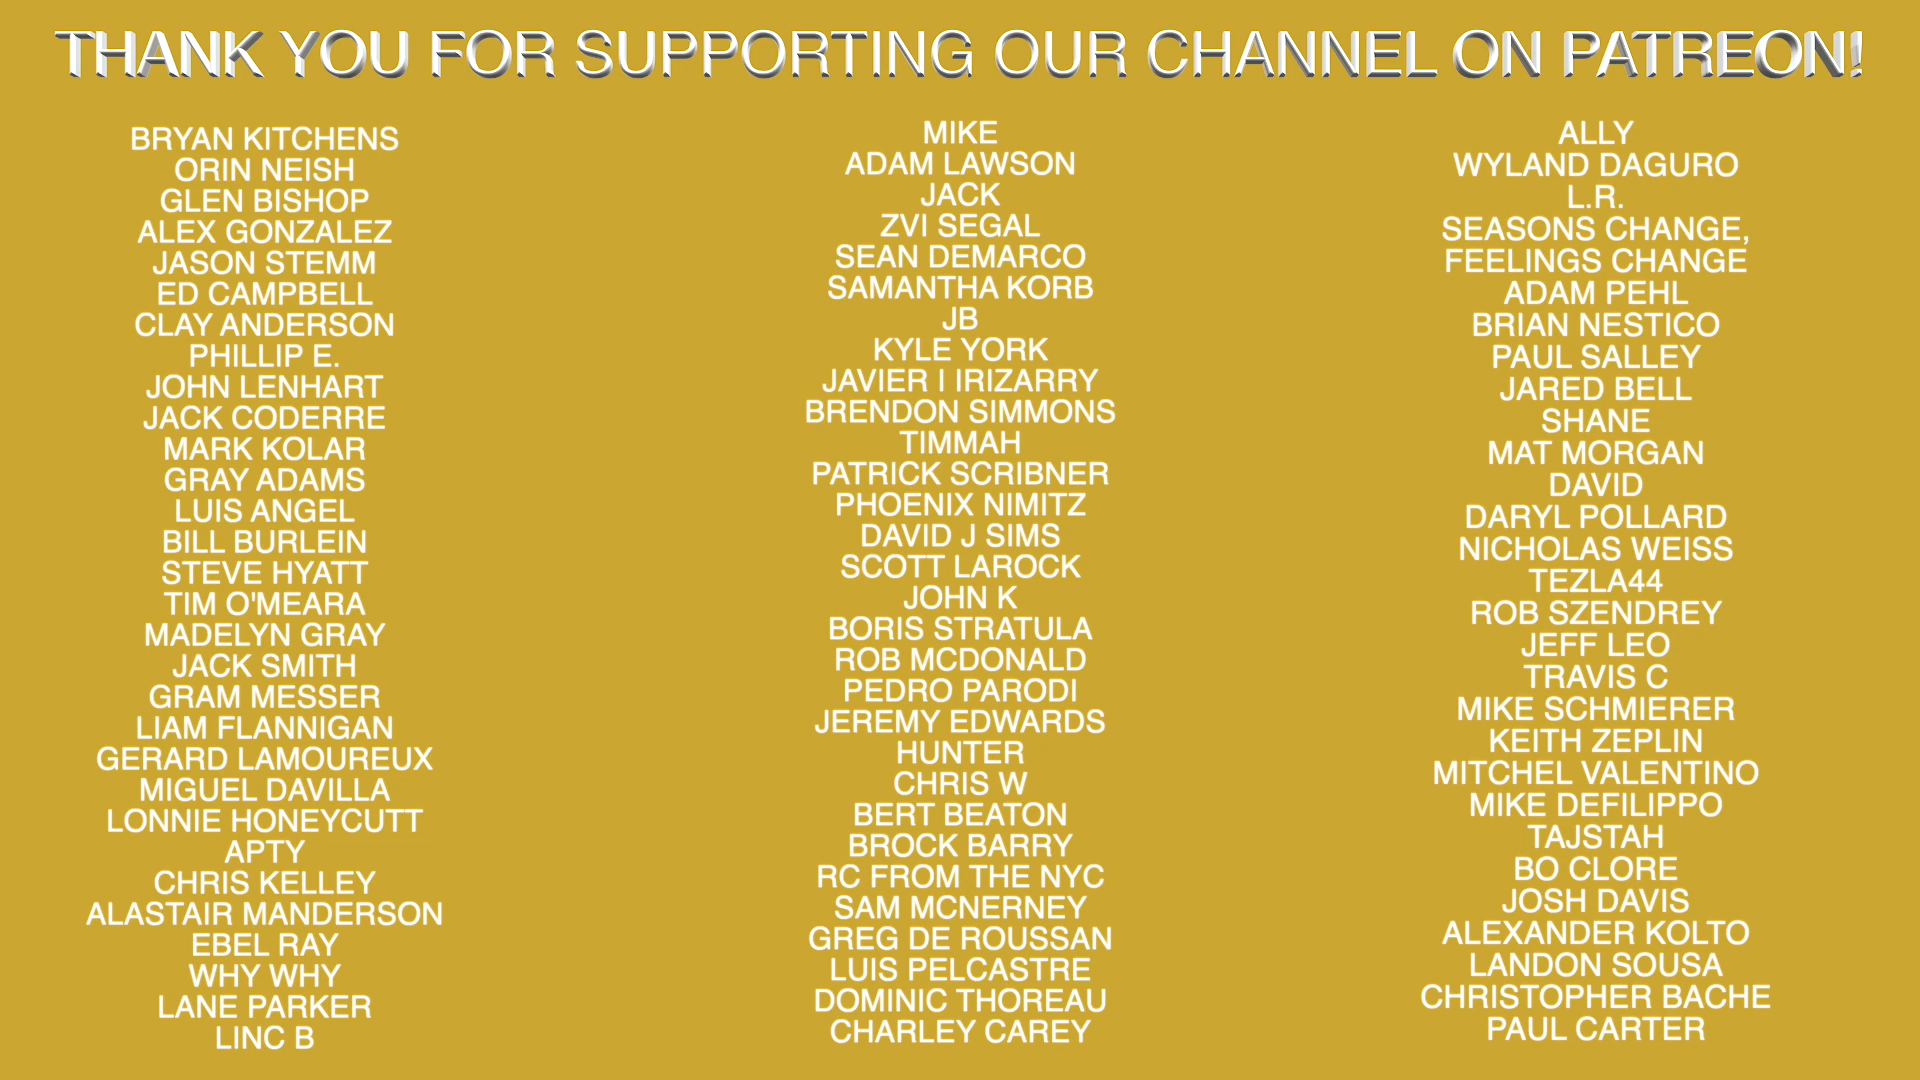 THANK YOU FOR SUPPORTING OUR CHANNEL ON PATREON!
BRYAN KITCHENS
ORIN NEISH
GLEN BISHOP
ALEX GONZALEZ
JASON STEMM
ED CAMPBELL
CLAY ANDERSON
PHILLIP E.
JOHN LENHART
JACK CODERRE
MARK KOLAR
GRAY ADAMS
LUIS ANGEL
BILL BURLEIN
STEVE HYATT
TIM O'MEARA
MADELYN GRAY
JACK SMITH
GRAM MESSER
LIAM FLANNIGAN
GERARD LAMOUREUX
MIGUEL DAVILLA
LONNIE HONEYCUTT
APTY
CHRIS KELLEY
ALASTAIR MANDERSON
EBEL RAY
WHY WHY
LANE PARKER
LINC B
MIKE
ADAM LAWSON
JACK
ZVI SEGAL
SEAN DEMARCO
SAMANTHA KORB
JB
KYLE YORK
JAVIER I IRIZARRY
BRENDON SIMMONS
TIMMAH
PATRICK SCRIBNER
PHOENIX NIMITZ
DAVID J SIMS
SCOTT LAROCK
JOHN K
BORIS STRATULA
ROB MCDONALD
PEDRO PARODI
JEREMY EDWARDS
HUNTER
CHRIS W
BERT BEATON
BROCK BARRY
RC FROM THE NYC
SAM MCNERNEY
GREG DE ROUSSAN
LUIS PELCASTRE
DOMINIC THOREAU
CHARLEY CAREY
ALLY
WYLAND DAGURO
L.R.
SEASONS CHANGE,
FEELINGS CHANGE
ADAM PEHL
BRIAN NESTICO
PAUL SALLEY
JARED BELL
SHANE
MAT MORGAN
DAVID
DARYL POLLARD
NICHOLAS WEISS
TEZLA44
ROB SZENDREY
JEFF LEO
TRAVIS C
MIKE SCHMIERER
KEITH ZEPLIN
MITCHEL VALENTINO
MIKE DEFILIPPO
TAJSTAH
BO CLORE
JOSH DAVIS
ALEXANDER KOLTO
LANDON SOUSA
CHRISTOPHER BACHE
PAUL CARTER